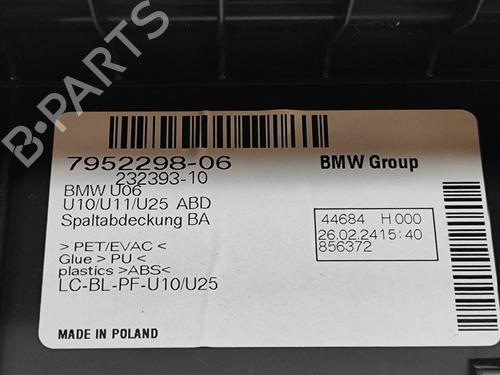 B-PARTS
7952298-06
232393-10
BMW Group
BMW U06
U10/U11/U25 ABD
Spaltabdeckung BA
44684 H 000
26.02.24 15:40
856372
> PET/EVAC <
Glue > PU <
plastics >ABS<
LC-BL-PF-U10/U25
MADE IN POLAND